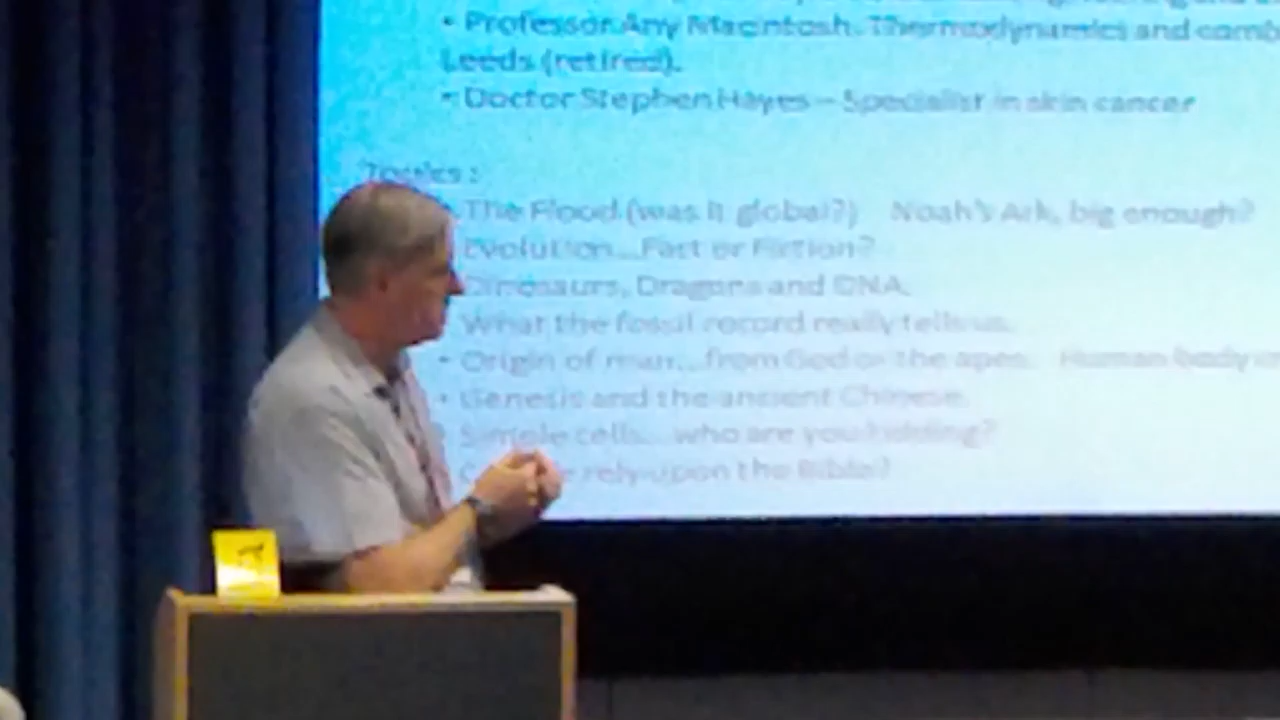 • Professor Any Macintosh. Thermodynamics and comb
Leeds (retired).
• Doctor Stephen Hayes – Specialist in skin cancer
Topics :
The Flood (was it global?) Noah's Ark, big enough?
Evolution...Fact or Fiction?
Dinosaurs, Dragons and DNA.
What the fossil record really tells us.
• Origin of man...from God or the apes. Human body
• Genesis and the ancient Chinese.
Simple cells... who are you kidding?
rely upon the Bible?